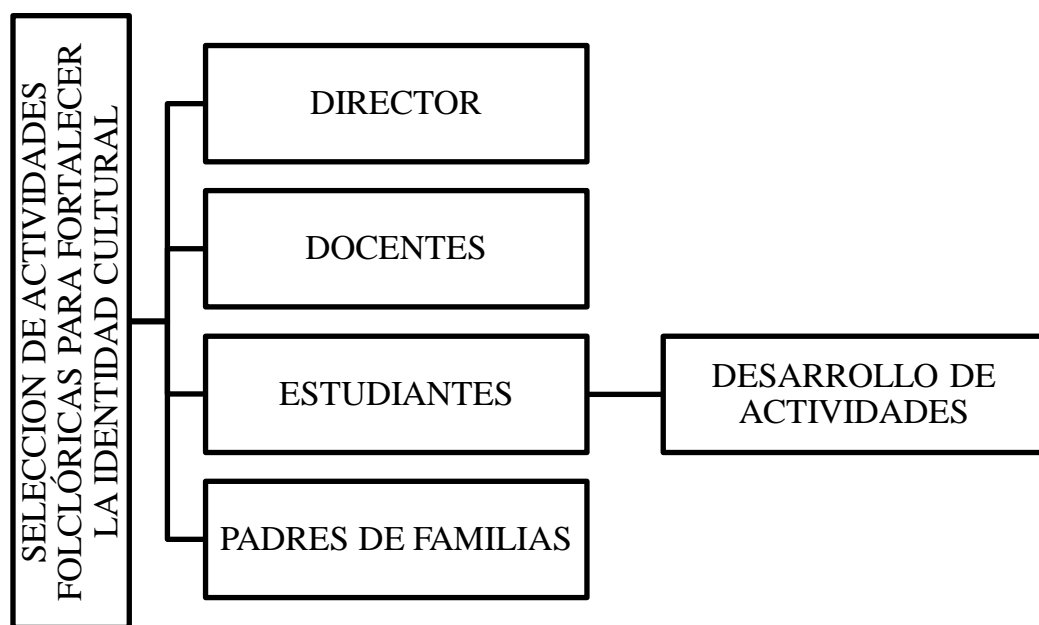 SELECCION DE ACTIVIDADES
FOLCLÓRICAS PARA FORTALECER
LA IDENTIDAD CULTURAL
DIRECTOR
DOCENTES
ESTUDIANTES
PADRES DE FAMILIAS
DESARROLLO DE
ACTIVIDADES